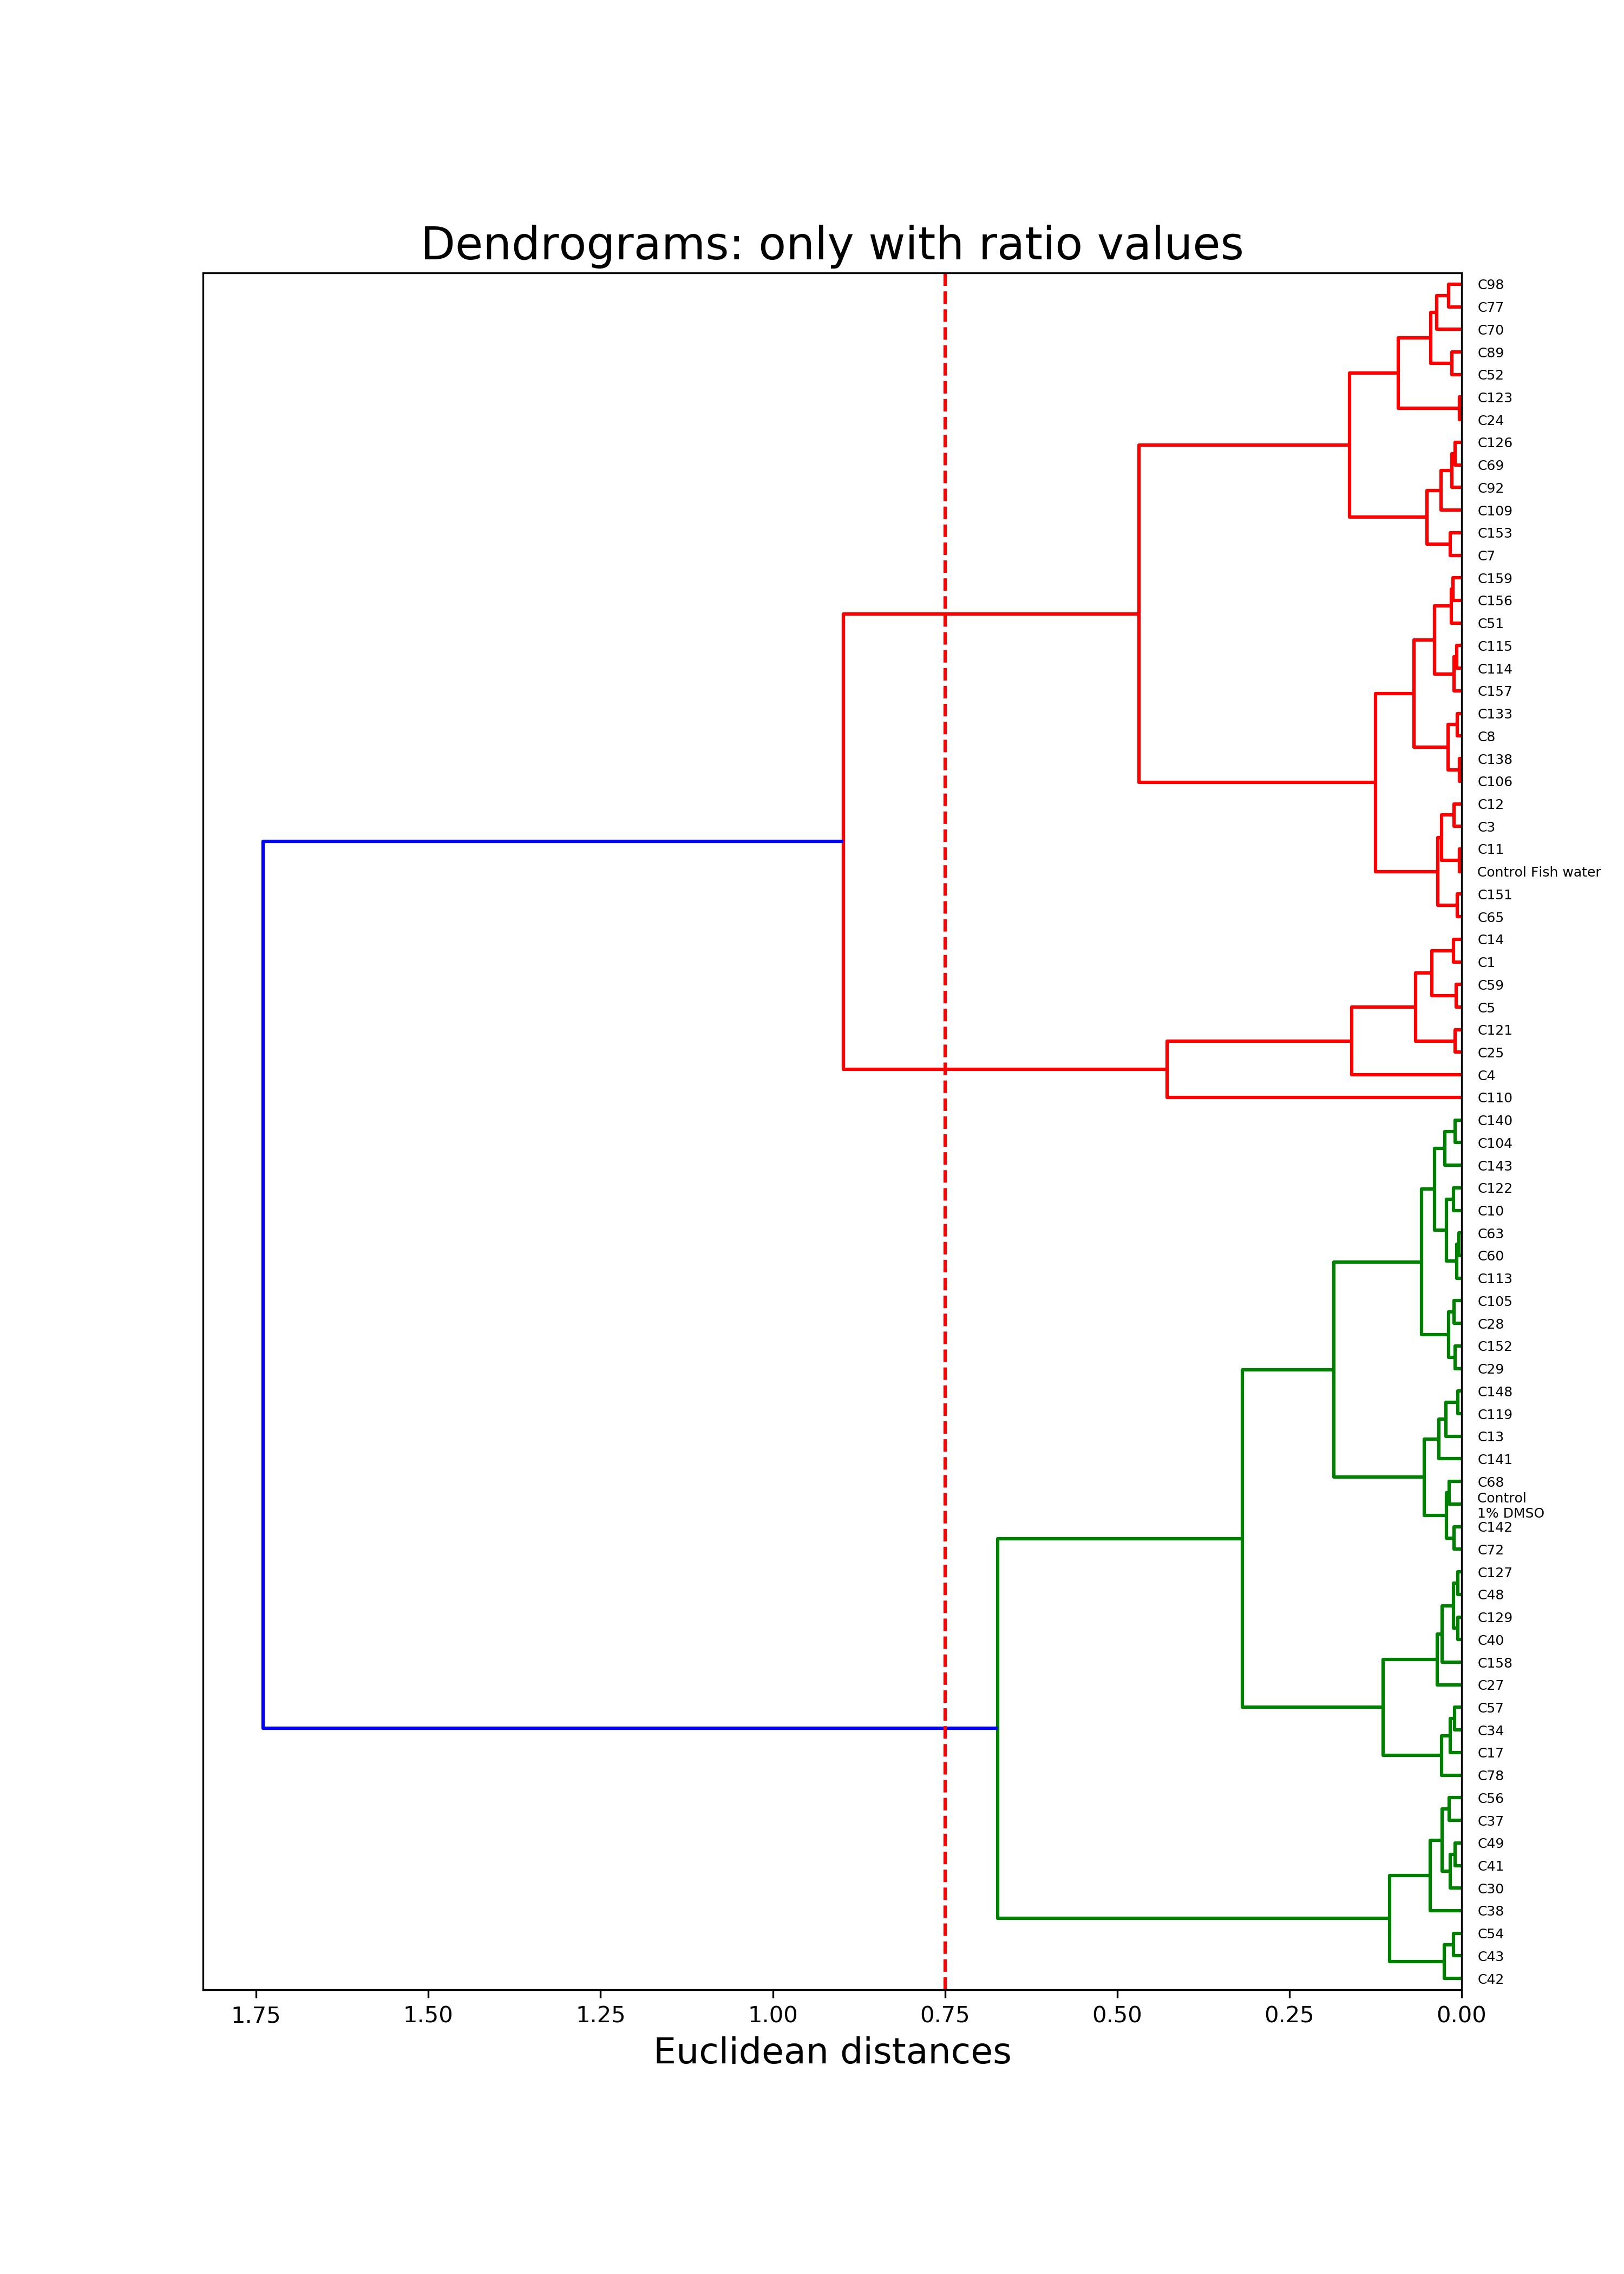 Dendrograms: only with ratio values
C98
C77
C70
C89
C52
C123
C24
C126
C69
C92
C109
C153
C7
C159
C156
C51
C115
C114
C157
C133
C8
C138
C106
C12
C3
C11
Control Fish water
C151
C65
C14
C1
C59
C5
C121
C25
C4
C110
C140
C104
C143
C122
C10
C63
C60
C113
C105
C28
C152
C29
C148
C119
C13
C141
C68
Control
1% DMSO
C142
C72
C127
C48
C129
C40
C158
C27
C57
C34
C17
C78
C56
C37
C49
C41
C30
C38
C54
C43
C42
1.75 1.50 1.25 1.00 0.75 0.50 0.25 0.00
Euclidean distances